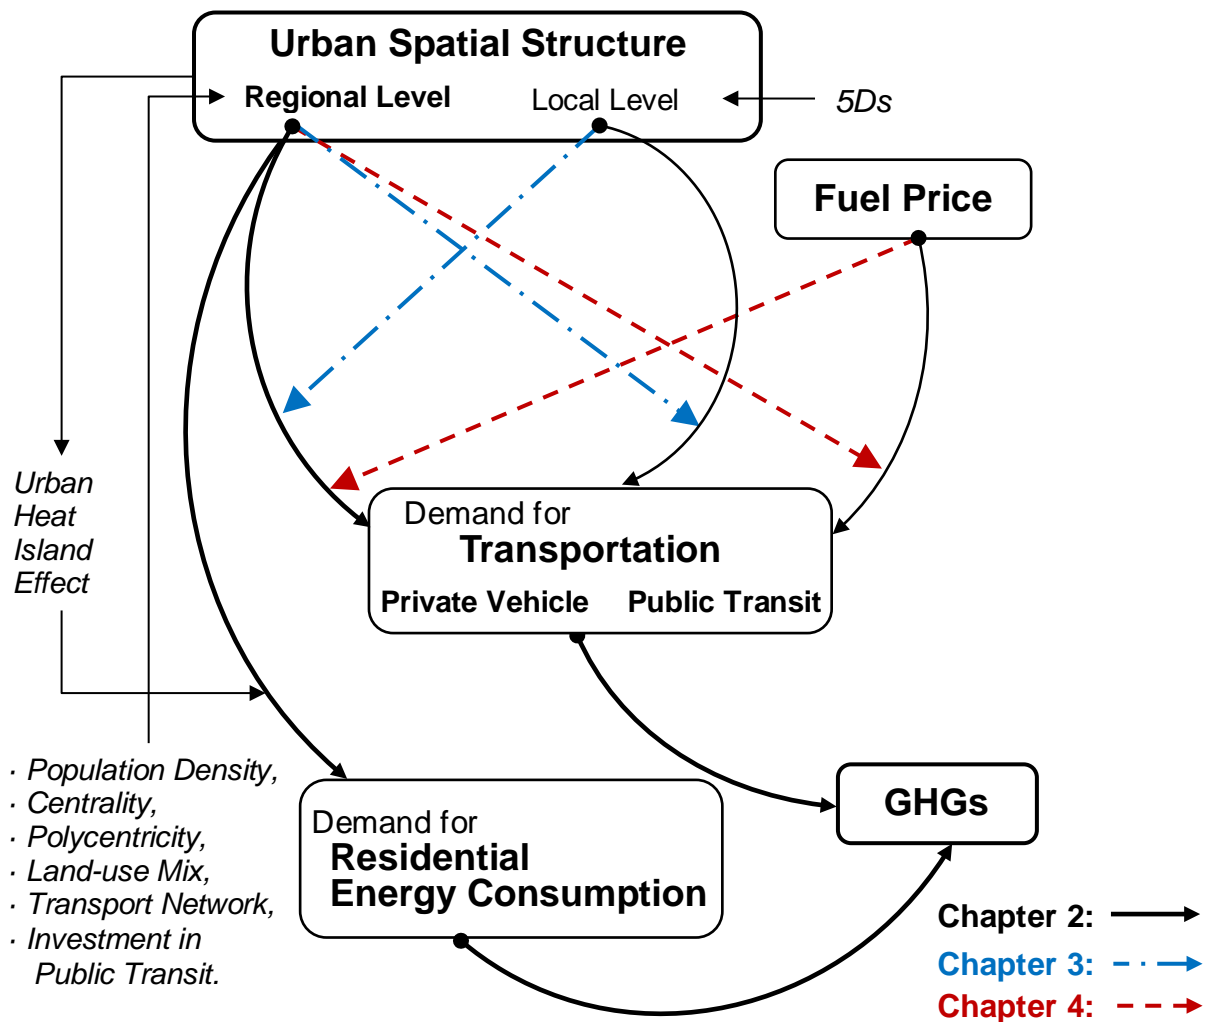 Urban Spatial Structure
Regional Level
Local Level
5Ds
Fuel Price
Urban
Heat
Island
Effect
Demand for
Transportation
Private Vehicle
Public Transit
· Population Density,
· Centrality,
· Polycentricity,
· Land-use Mix,
· Transport Network,
· Investment in
Public Transit.
Demand for
Residential
Energy Consumption
GHGs
Chapter 2:
Chapter 3:
Chapter 4: